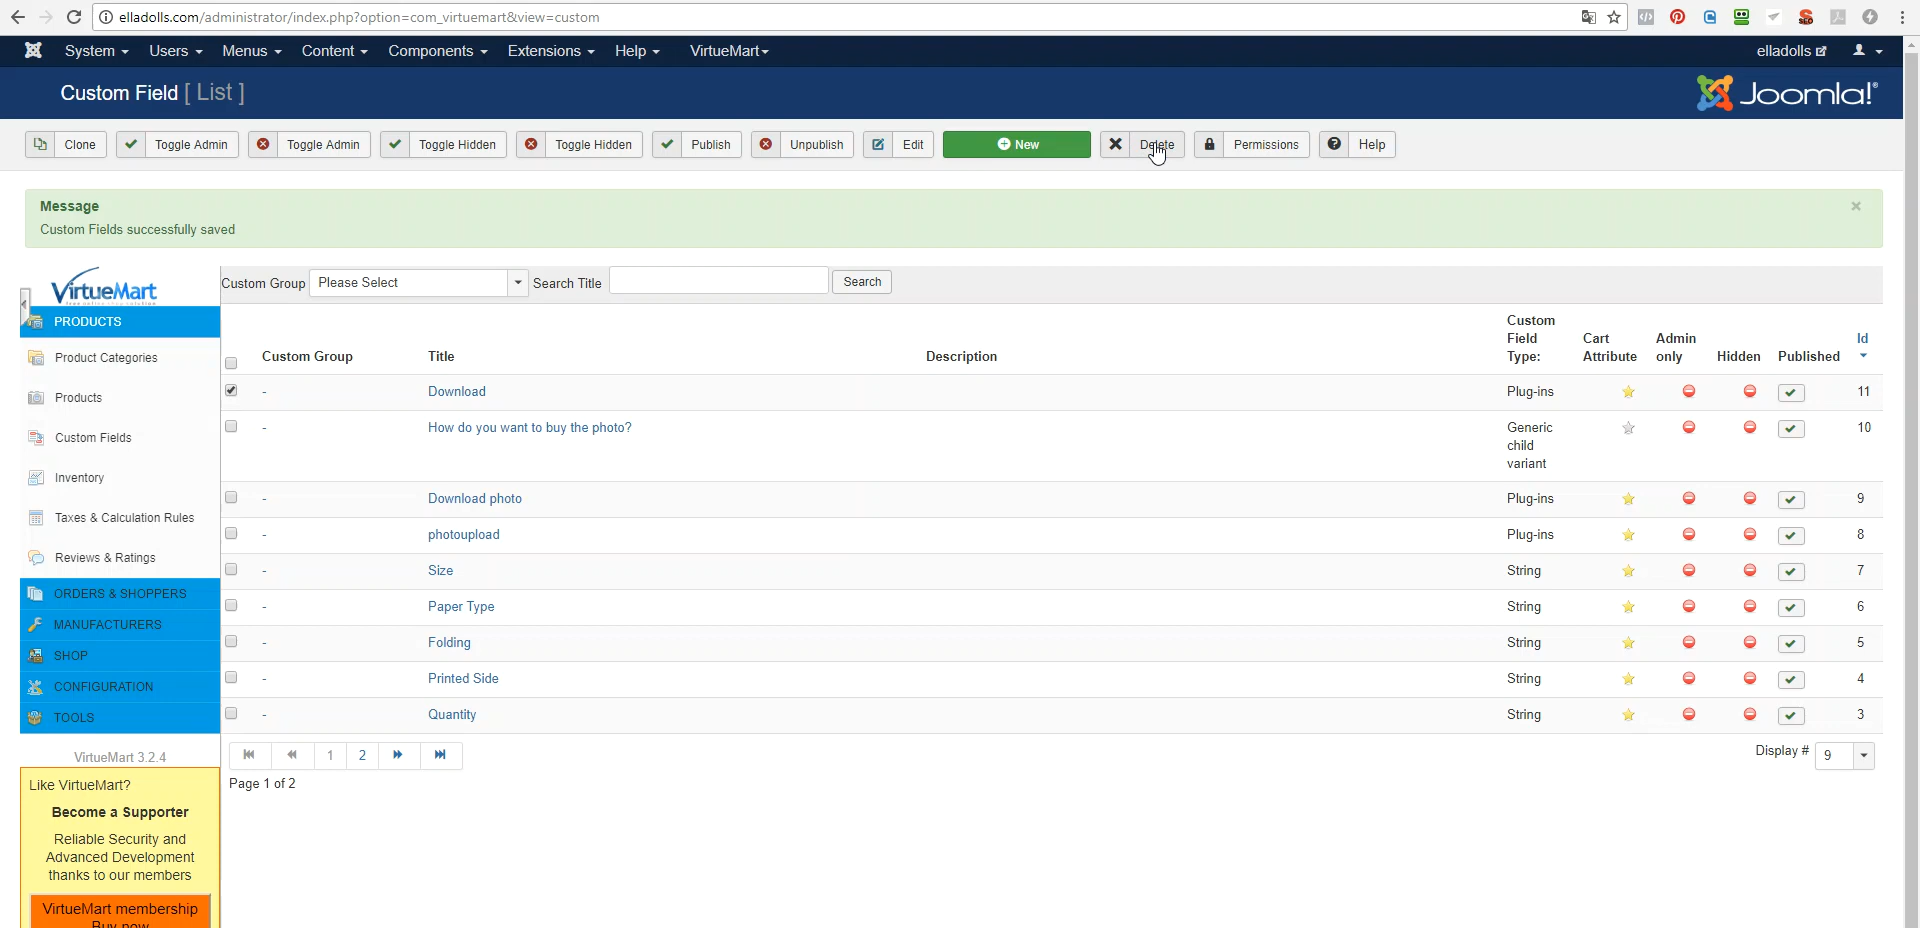 elladolls.com/administrator/index.php?option=com_virtuemart&view=custom
System Users Menus Content Components Extensions Help VirtueMart elladolls
Custom Field [ List ] Joomla!®
Clone Toggle Admin Toggle Admin Toggle Hidden Toggle Hidden Publish Unpublish Edit New Delete Permissions Help
Message
Custom Fields successfully saved
VirtueMart
Custom Group Please Select Search Title Search
PRODUCTS
Product Categories
Products
Custom Fields
Inventory
Taxes & Calculation Rules
Reviews & Ratings
ORDERS & SHOPPERS
MANUFACTURERS
SHOP
CONFIGURATION
TOOLS
VirtueMart 3.2.4
Like VirtueMart?
Become a Supporter
Reliable Security and
Advanced Development
thanks to our members
VirtueMart membership
Buy now
Custom Group Title Description Custom Field Type: Cart Attribute Admin only Hidden Published Id
- Download Plug-ins 11
- How do you want to buy the photo? Generic child variant 10
- Download photo Plug-ins 9
- photoupload Plug-ins 8
- Size String 7
- Paper Type String 6
- Folding String 5
- Printed Side String 4
- Quantity String 3
1 2 Display # 9
Page 1 of 2